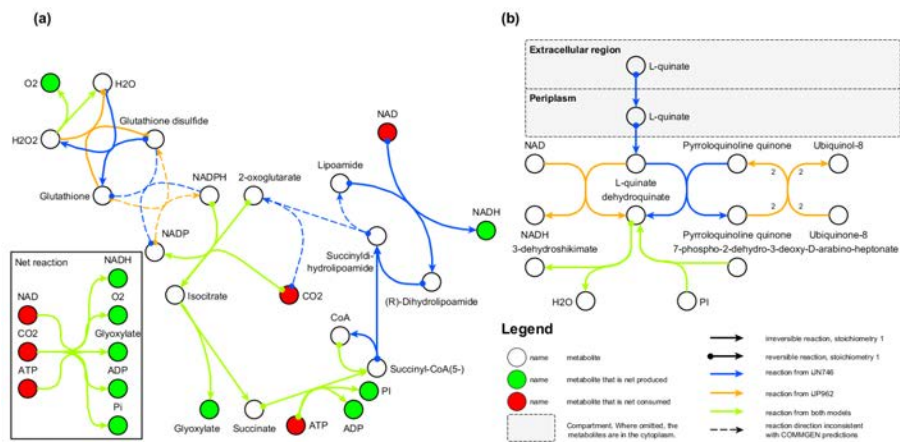 (a)
O2
H2O
H2O2
Glutathione disulfide
Glutathione
NADPH
NADP
2-oxoglutarate
Lipoamide
NAD
NADH
Succinyldi-
hydrolipoamide
(R)-Dihydrolipoamide
Isocitrate
CO2
CoA
Succinyl-CoA(5-)
Glyoxylate
Succinate
ATP
ADP
PI
Net reaction
NADH
NAD
O2
CO2
Glyoxylate
ATP
ADP
Pi
(b)
Extracellular region
L-quinate
Periplasm
L-quinate
NAD
Pyrroloquinoline quinone
Ubiquinol-8
L-quinate
dehydroquinate
2
2
2
2
NADH
Pyrroloquinoline quinone
Ubiquinone-8
3-dehydroshikimate
7-phospho-2-dehydro-3-deoxy-D-arabino-heptonate
H2O
PI
Legend
name metabolite
name metabolite that is net produced
name metabolite that is net consumed
Compartment. Where omitted, the
metabolites are in the cytoplasm.
irreversible reaction, stoichiometry 1
reversible reaction, stoichiometry 1
reaction from iJN746
reaction from iJP962
reaction from both models
reaction direction inconsistent
with COMMGEN predictions